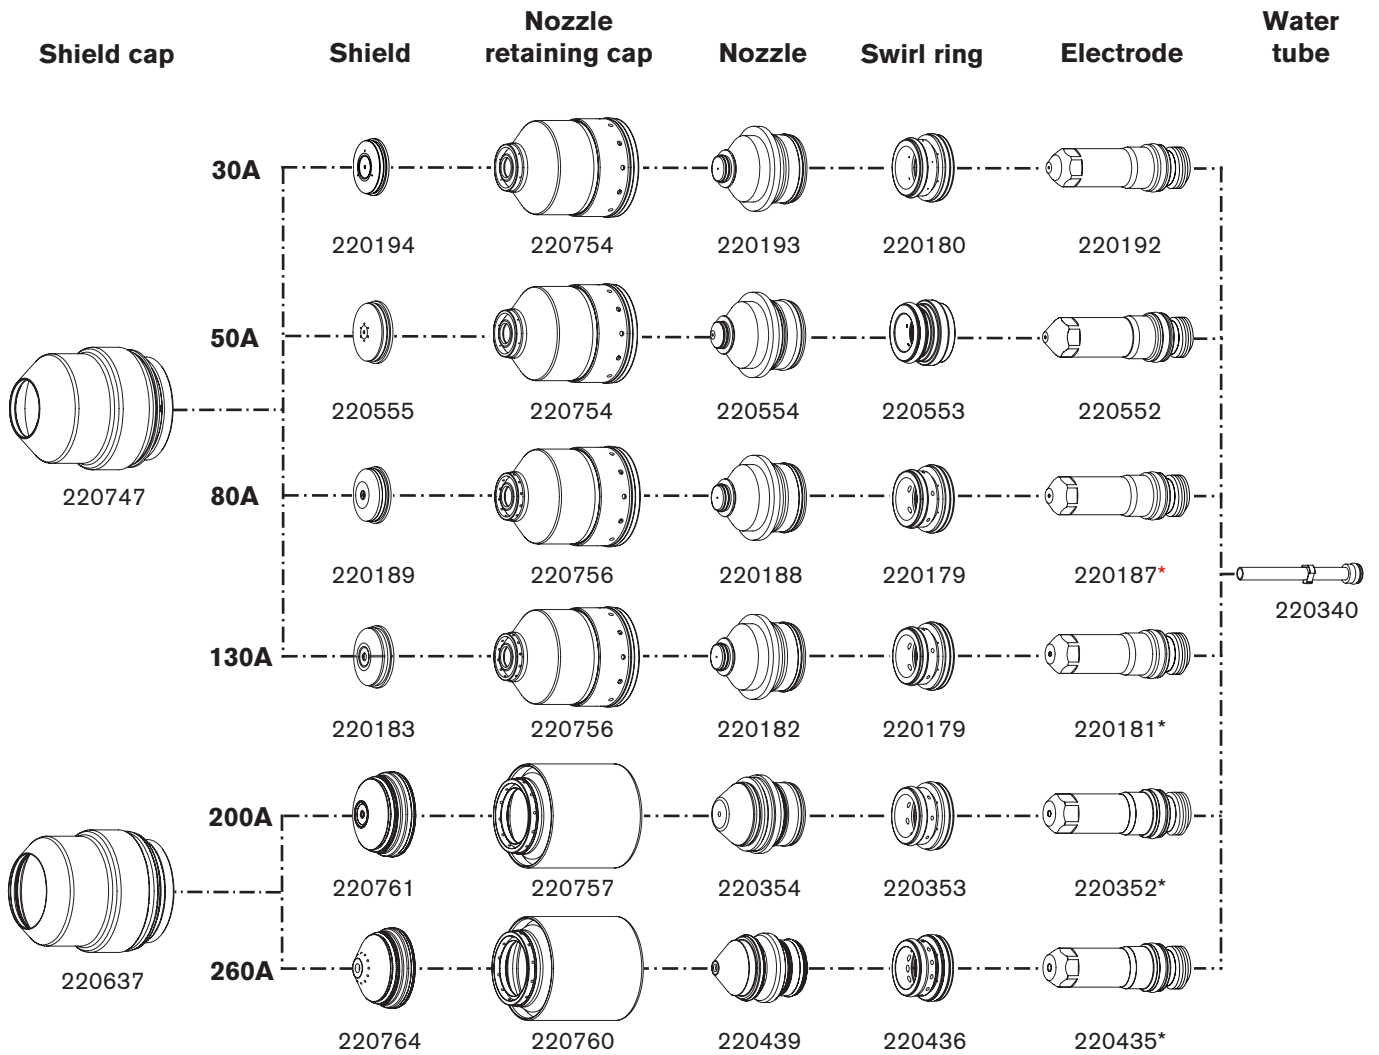 Shield cap Shield Nozzle retaining cap Nozzle Swirl ring Electrode Water tube
30A
220194 220754 220193 220180 220192
50A
220555 220754 220554 220553 220552
220747
80A
220189 220756 220188 220179 220187*
220340
130A
220183 220756 220182 220179 220181*
200A
220761 220757 220354 220353 220352*
220637
260A
220764 220760 220439 220436 220435*